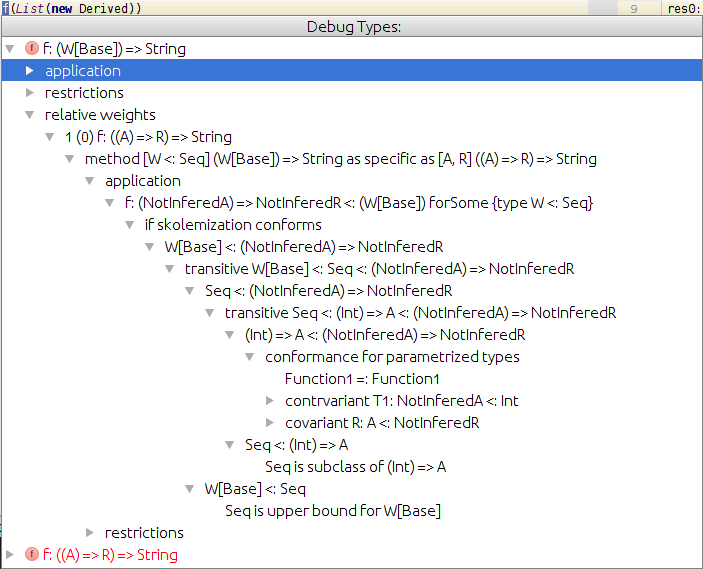 f(List(new Derived)) 9 res0:
Debug Types:
f f: (W[Base]) => String
application
restrictions
relative weights
1 (0) f: ((A) => R) => String
method [W <: Seq] (W[Base]) => String as specific as [A, R] ((A) => R) => String
application
f: (NotInferedA) => NotInferedR <: (W[Base]) forSome {type W <: Seq}
if skolemization conforms
W[Base] <: (NotInferedA) => NotInferedR
transitive W[Base] <: Seq <: (NotInferedA) => NotInferedR
Seq <: (NotInferedA) => NotInferedR
transitive Seq <: (Int) => A <: (NotInferedA) => NotInferedR
(Int) => A <: (NotInferedA) => NotInferedR
conformance for parametrized types
Function1 =: Function1
contrvariant T1: NotInferedA <: Int
covariant R: A <: NotInferedR
Seq <: (Int) => A
Seq is subclass of (Int) => A
W[Base] <: Seq
Seq is upper bound for W[Base]
restrictions
f f: ((A) => R) => String